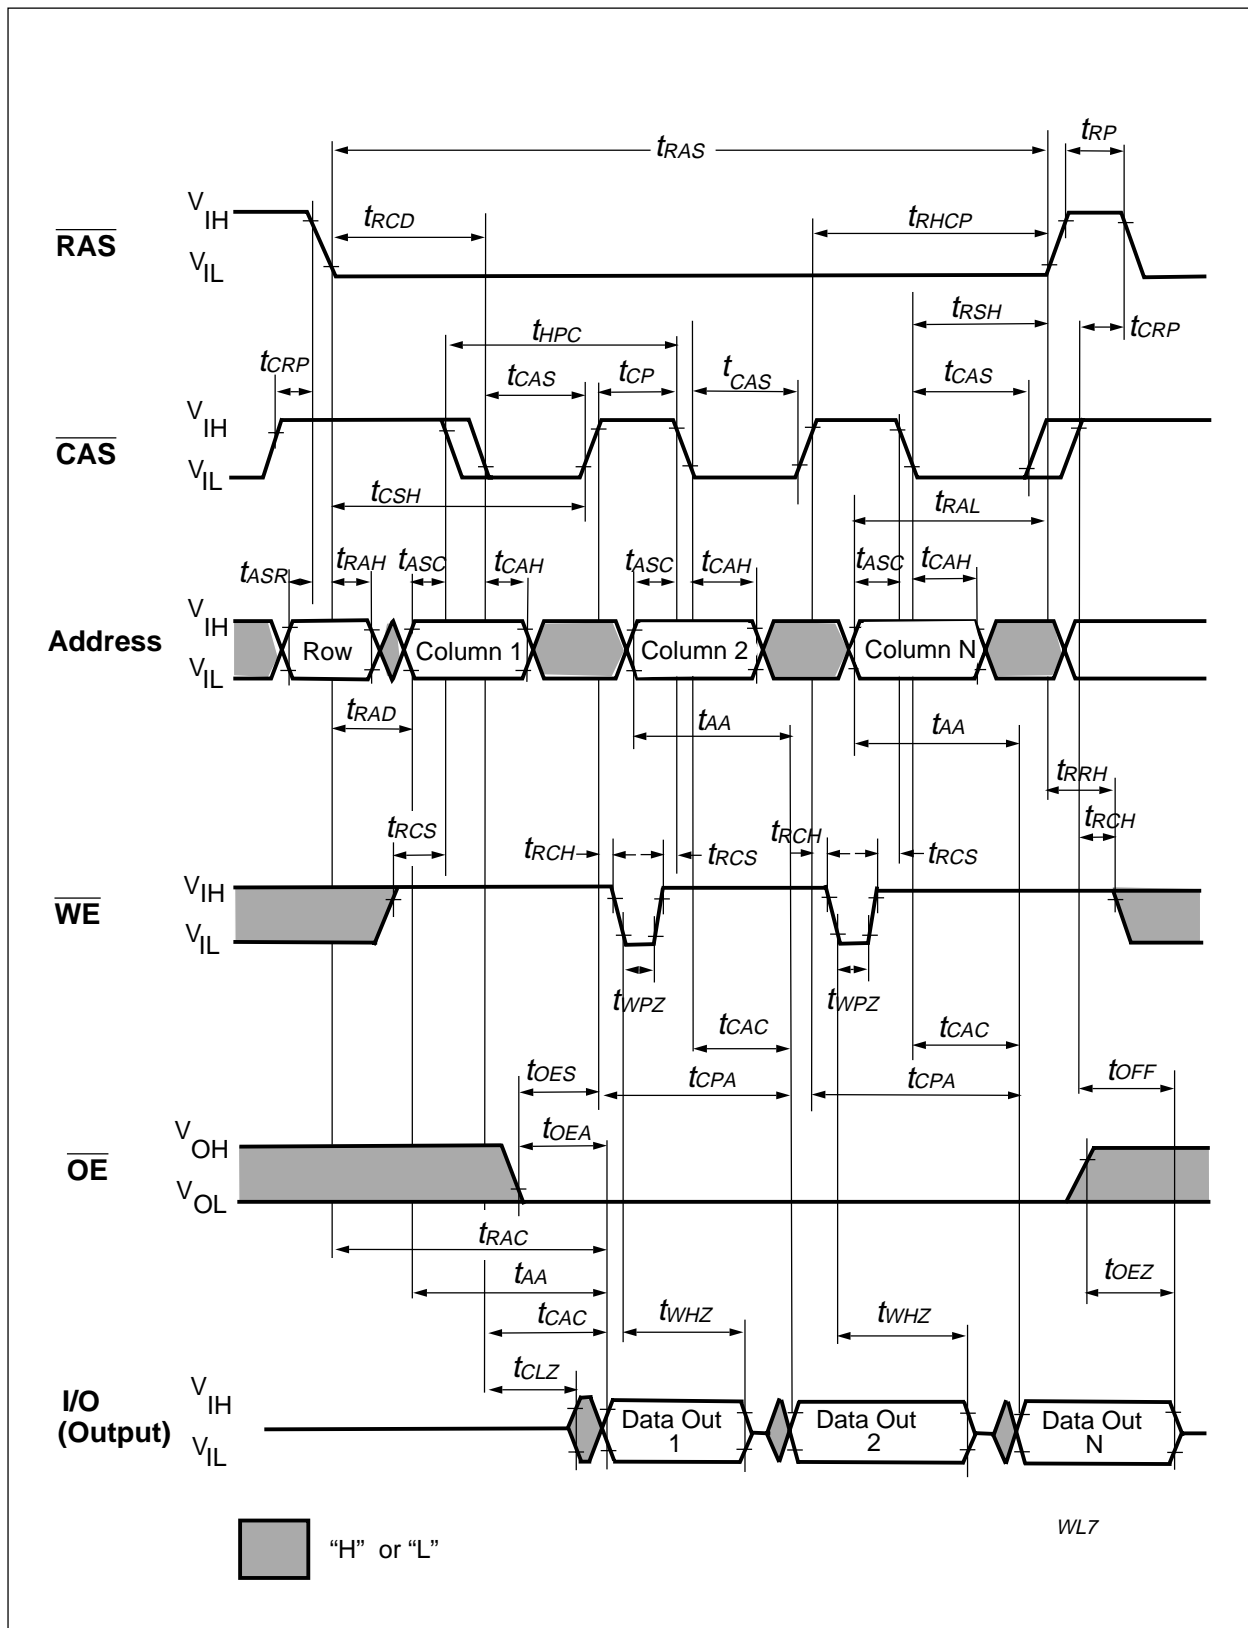 tRAS
tRP
VIH
RAS
VIL
tRCD
tRHCP
tRSH
tCRP
tHPC
tCRP
tCAS
tCP
tCAS
tCAS
VIH
CAS
VIL
tCSH
tRAL
tASR
tRAH
tASC
tCAH
tASC
tCAH
tASC
tCAH
VIH
Address
VIL
Row
Column 1
Column 2
Column N
tRAD
tAA
tAA
tRRH
tRCS
tRCH
tRCS
tRCH
tRCS
tRCH
VIH
WE
VIL
tWPZ
tWPZ
tCAC
tCAC
tOES
tCPA
tCPA
tOFF
tOEA
VOH
OE
VOL
tRAC
tAA
tOEZ
tCAC
tWHZ
tWHZ
tCLZ
I/O
(Output)
VIH
VIL
Data Out
1
Data Out
2
Data Out
N
WL7
“H” or “L”